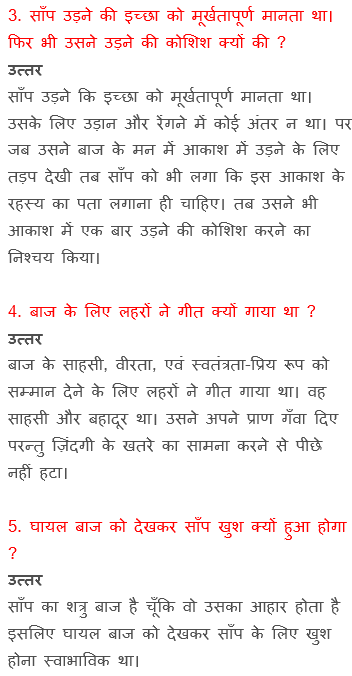 3. साँप उड़ने की इच्छा को मूर्खतापूर्ण मानता था।
फिर भी उसने उड़ने की कोशिश क्यों की ?
उत्तर
साँप उड़ने कि इच्छा को मूर्खतापूर्ण मानता था।
उसके लिए उड़ान और रेंगने में कोई अंतर न था। पर
जब उसने बाज के मन में आकाश में उड़ने के लिए
तड़प देखी तब साँप को भी लगा कि इस आकाश के
रहस्य का पता लगाना ही चाहिए। तब उसने भी
आकाश में एक बार उड़ने की कोशिश करने का
निश्चय किया।
4. बाज के लिए लहरों ने गीत क्यों गाया था ?
उत्तर
बाज के साहसी, वीरता, एवं स्वतंत्रता-प्रिय रूप को
सम्मान देने के लिए लहरों ने गीत गाया था। वह
साहसी और बहादूर था। उसने अपने प्राण गँवा दिए
परन्तु ज़िंदगी के खतरे का सामना करने से पीछे
नहीं हटा।
5. घायल बाज को देखकर साँप खुश क्यों हुआ होगा
?
उत्तर
साँप का शत्रु बाज है चूँकि वो उसका आहार होता है
इसलिए घायल बाज को देखकर साँप के लिए खुश
होना स्वाभाविक था।